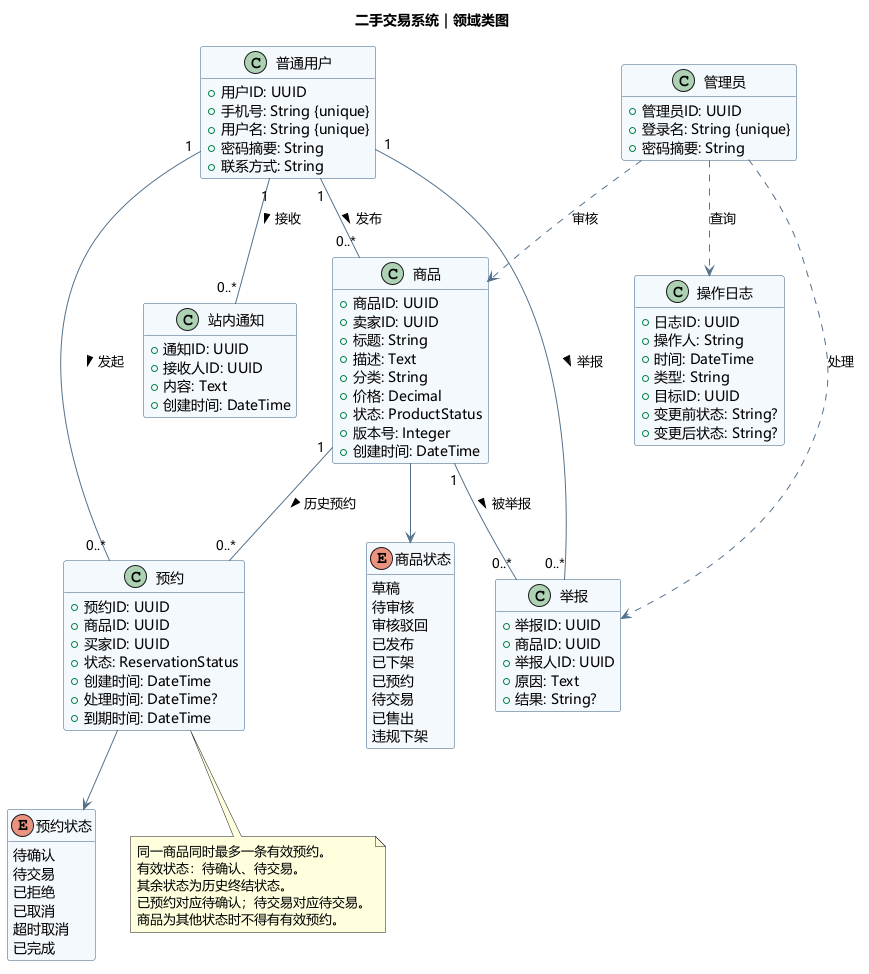 二手交易系统 | 领域类图
C 普通用户
用户ID: UUID
手机号: String {unique}
用户名: String {unique}
密码摘要: String
联系方式: String
C 管理员
管理员ID: UUID
登录名: String {unique}
密码摘要: String
1
1
1
1
接收
发布
审核
查询
0..*
0..*
C 商品
商品ID: UUID
卖家ID: UUID
标题: String
描述: Text
分类: String
价格: Decimal
状态: ProductStatus
版本号: Integer
创建时间: DateTime
C 站内通知
通知ID: UUID
接收人ID: UUID
内容: Text
创建时间: DateTime
C 操作日志
日志ID: UUID
操作人: String
时间: DateTime
类型: String
目标ID: UUID
变更前状态: String?
变更后状态: String?
发起
举报
处理
1
1
历史预约
被举报
0..*
0..*
0..*
0..*
C 预约
预约ID: UUID
商品ID: UUID
买家ID: UUID
状态: ReservationStatus
创建时间: DateTime
处理时间: DateTime?
到期时间: DateTime
E 商品状态
草稿
待审核
审核驳回
已发布
已下架
已预约
待交易
已售出
违规下架
C 举报
举报ID: UUID
商品ID: UUID
举报人ID: UUID
原因: Text
结果: String?
E 预约状态
待确认
待交易
已拒绝
已取消
超时取消
已完成
同一商品同时最多一条有效预约。
有效状态：待确认、待交易。
其余状态为历史终结状态。
已预约对应待确认；待交易对应待交易。
商品为其他状态时不得有有效预约。